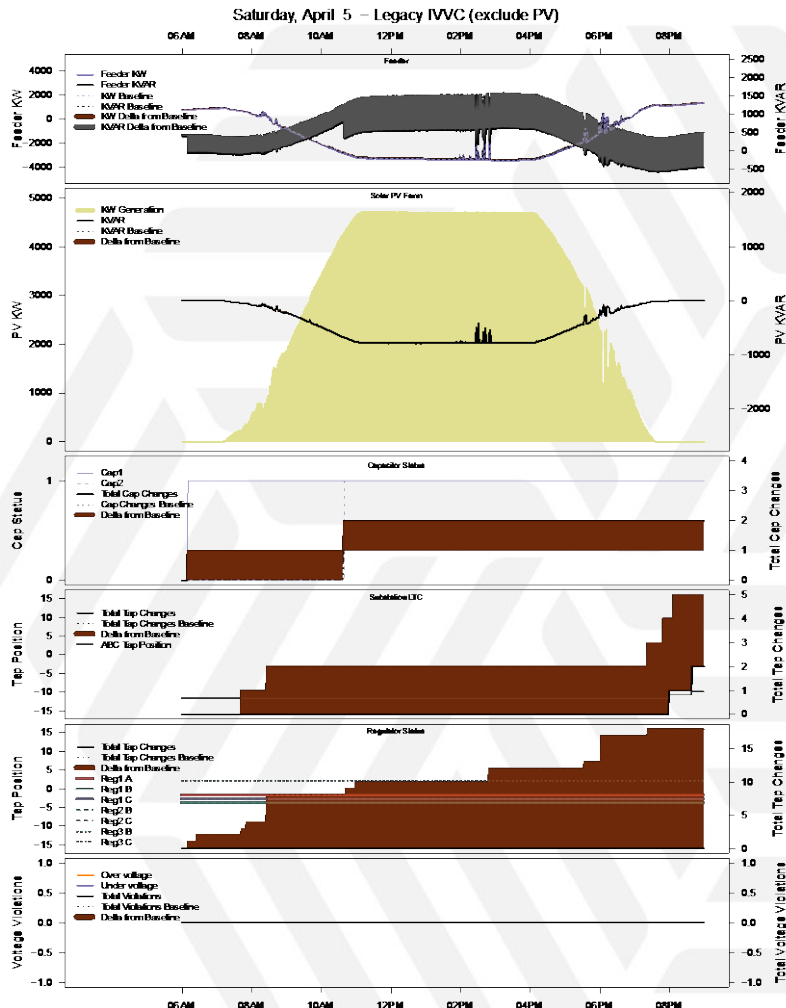 Saturday, April 5 – Legacy IVVC (exclude PV)
06AM 08AM 10AM 12PM 02PM 04PM 06PM 08PM
Feeder
Feeder KW
4000
2000
0
-2000
-4000
Feeder KW
Feeder KVAR
KW Baseline
KVAR Baseline
KW Delta from Baseline
KVAR Delta from Baseline
2500
2000
1500
1000
500
0
-500
Feeder KVAR
Solar PV Farm
PV KW
5000
4000
3000
2000
1000
0
KW Generation
KVAR
KVAR Baseline
Delta from Baseline
2000
1000
0
-1000
-2000
PV KVAR
Capacitor Status
Cap Status
1
0
Cap1
Cap2
Total Cap Changes
Cap Changes Baseline
Delta from Baseline
4
3
2
1
0
Total Cap Changes
Substation LTC
Tap Position
15
10
5
0
-5
-10
-15
Total Tap Changes
Total Tap Changes Baseline
Delta from Baseline
ABC Tap Position
5
4
3
2
1
0
Total Tap Changes
Regulator Status
Tap Position
15
10
5
0
-5
-10
-15
Total Tap Changes
Total Tap Changes Baseline
Delta from Baseline
Reg1 A
Reg1 B
Reg1 C
Reg2 B
Reg2 C
Reg3 B
Reg3 C
15
10
5
0
Total Tap Changes
Voltage Violations
1.0
0.5
0.0
-0.5
-1.0
Over voltage
Under voltage
Total Violations
Total Violations Baseline
Delta from Baseline
1.0
0.5
0.0
-0.5
-1.0
Total Voltage Violations
06AM 08AM 10AM 12PM 02PM 04PM 06PM 08PM